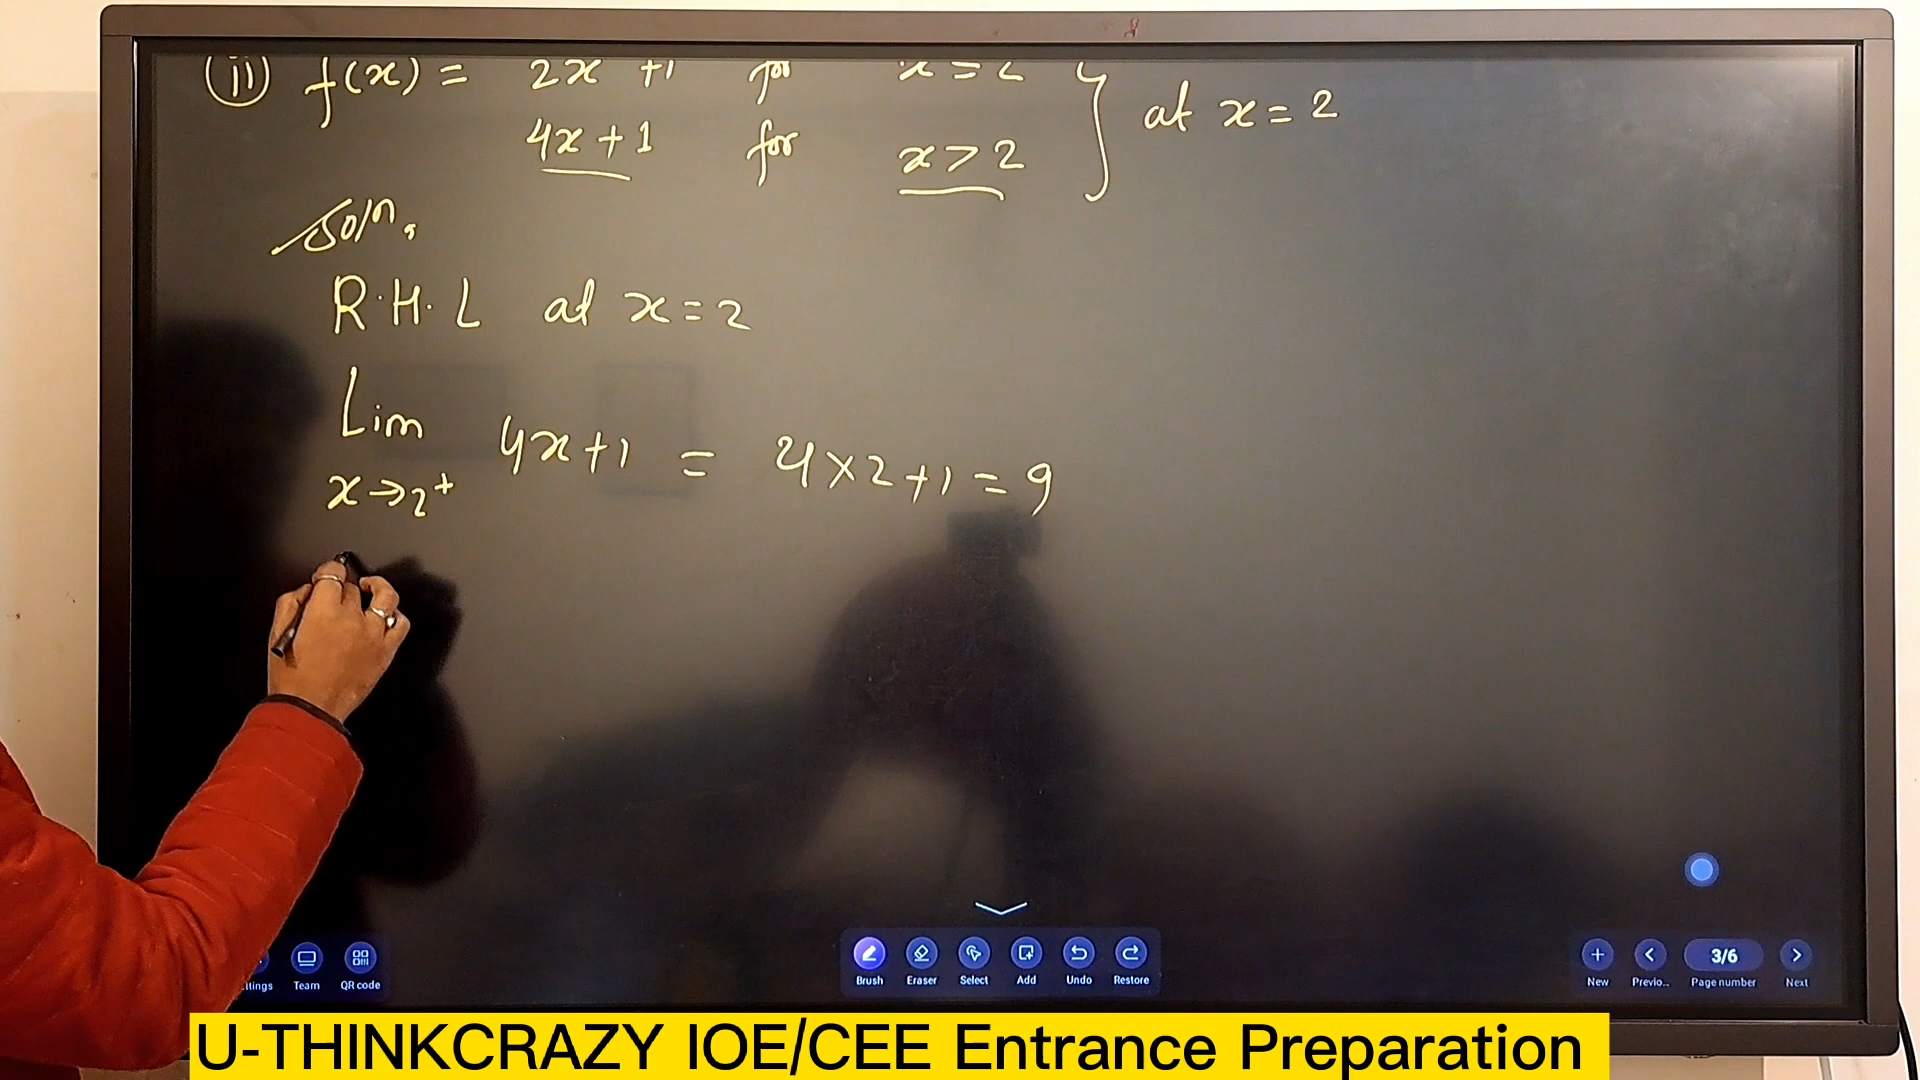 (ii) f(x) = 2x +1 for x = 2 } at x = 2
4x + 1 for x > 2
Soln,
R.H.L at x = 2
Lim 4x+1 = 4×2+1 = 9
x→2+
Team QR code Brush Eraser Select Add Undo Restore New Previo... 3/6 Page number Next
U-THINKCRAZY IOE/CEE Entrance Preparation